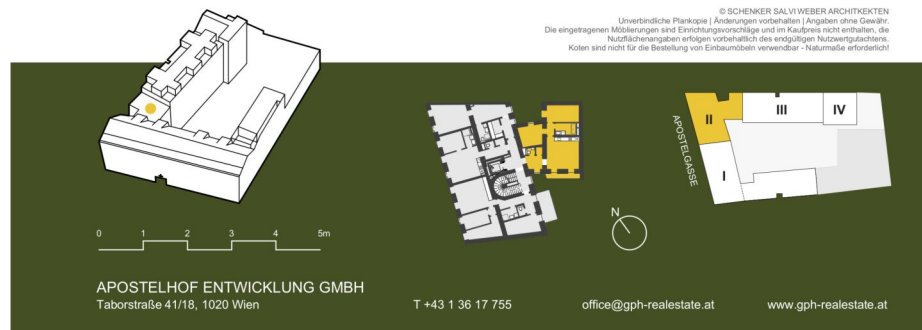 © SCHENKER SALVI WEBER ARCHITKEKTEN
Unverbindliche Plankopie | Änderungen vorbehalten | Angaben ohne Gewähr.
Die eingetragenen Möblierungen sind Einrichtungsvorschläge und im Kaufpreis nicht enthalten, die
Nutzflächenangaben erfolgen vorbehaltlich des endgültigen Nutzwertgutachtens.
Koten sind nicht für die Bestellung von Einbaumöbeln verwendbar - Naturmaße erforderlich!
II
III
IV
APOSTELGASSE
I
N
0 1 2 3 4 5m
APOSTELHOF ENTWICKLUNG GMBH
Taborstraße 41/18, 1020 Wien
T +43 1 36 17 755
office@gph-realestate.at
www.gph-realestate.at